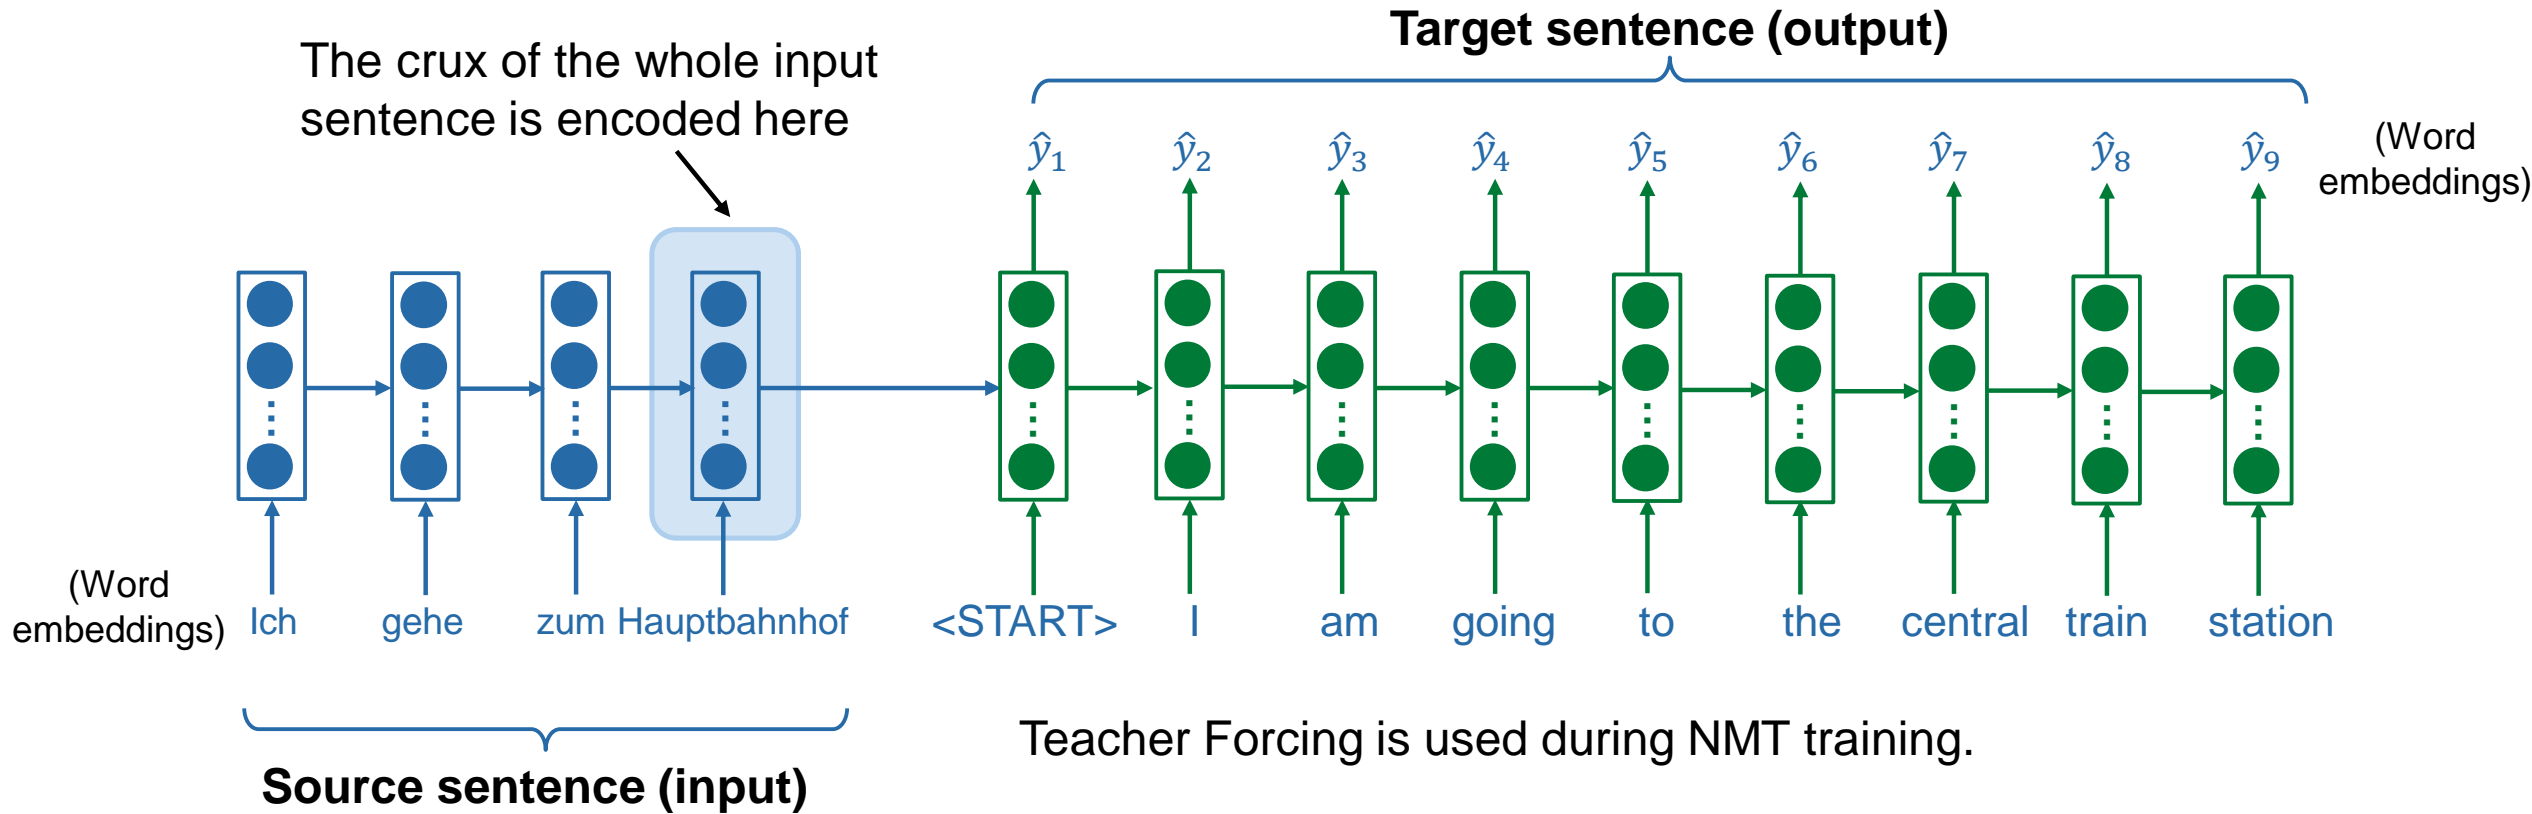 Target sentence (output)
The crux of the whole input
sentence is encoded here
ŷ₁ ŷ₂ ŷ₃ ŷ₄ ŷ₅ ŷ₆ ŷ₇ ŷ₈ ŷ₉
(Word
embeddings)
(Word
embeddings)
Ich gehe zum Hauptbahnhof <START> I am going to the central train station
Teacher Forcing is used during NMT training.
Source sentence (input)